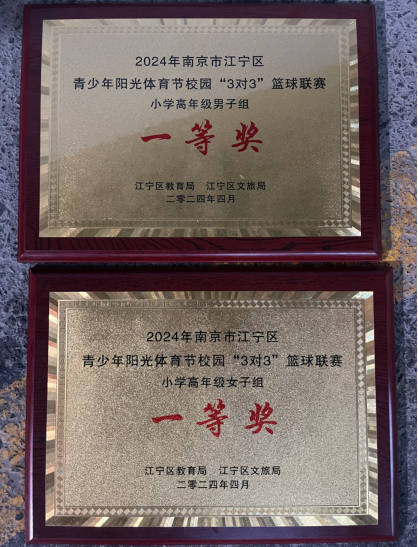 2024年南京市江宁区
青少年阳光体育节校园“3对3”篮球联赛
小学高年级男子组
一等奖
江宁区教育局 江宁区文旅局
二零二四年四月
2024年南京市江宁区
青少年阳光体育节校园“3对3”篮球联赛
小学高年级女子组
一等奖
江宁区教育局 江宁区文旅局
二零二四年四月